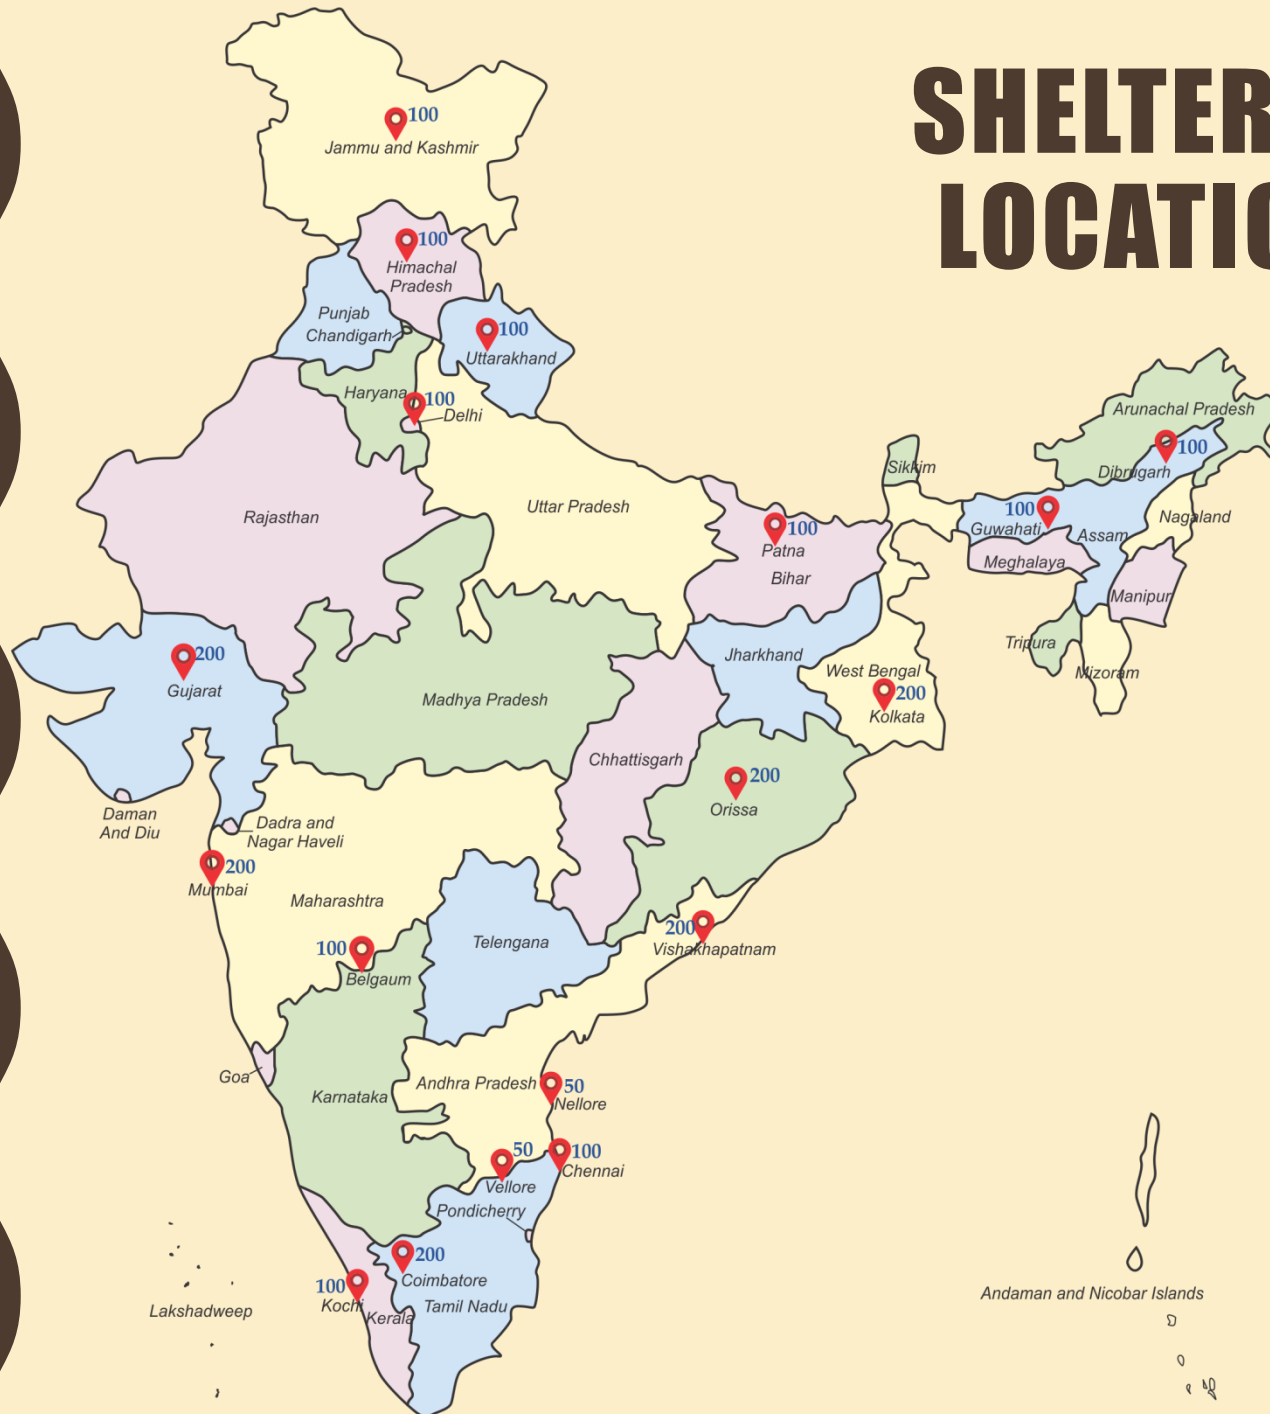 SHELTER
LOCATIO
100
Jammu and Kashmir
100
Himachal
Pradesh
Punjab
Chandigarh
100
Uttarakhand
Haryana
100
Delhi
Arunachal Pradesh
100
Dibrugarh
Sikkim
Rajasthan
Uttar Pradesh
100
Patna
Bihar
100
Guwahati
Assam
Nagaland
Meghalaya
Manipur
Tripura
Mizoram
200
Gujarat
Jharkhand
West Bengal
200
Kolkata
Madhya Pradesh
Chhattisgarh
200
Orissa
Daman
And Diu
Dadra and
Nagar Haveli
200
Mumbai
Maharashtra
100
Belgaum
Telengana
200
Vishakhapatnam
Goa
Karnataka
Andhra Pradesh
50
Nellore
50
Vellore
100
Chennai
Pondicherry
200
Coimbatore
100
Kochi
Kerala
Tamil Nadu
Lakshadweep
Andaman and Nicobar Islands